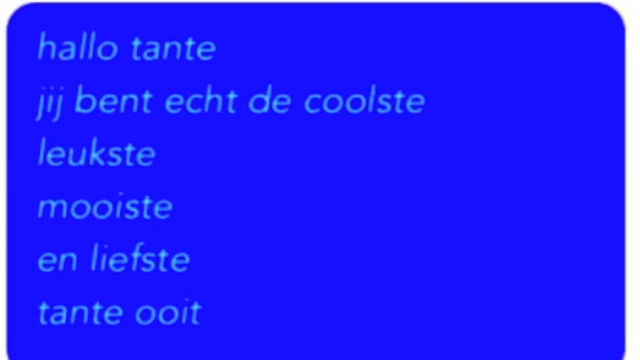 hallo tante
jij bent echt de coolste
leukste
mooiste
en liefste
tante ooit